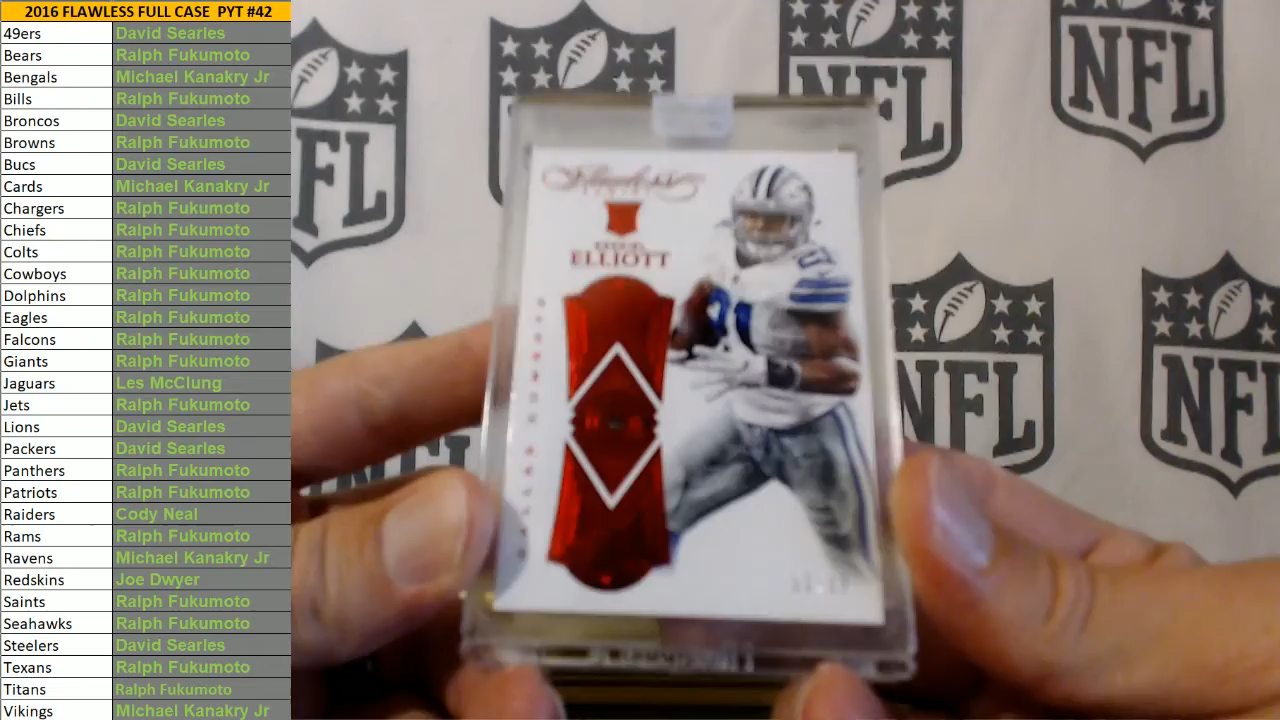 2016 FLAWLESS FULL CASE PYT #42
49ers David Searles
Bears Ralph Fukumoto
Bengals Michael Kanakry Jr
Bills Ralph Fukumoto
Broncos David Searles
Browns Ralph Fukumoto
Bucs David Searles
Cards Michael Kanakry Jr
Chargers Ralph Fukumoto
Chiefs Ralph Fukumoto
Colts Ralph Fukumoto
Cowboys Ralph Fukumoto
Dolphins Ralph Fukumoto
Eagles Ralph Fukumoto
Falcons Ralph Fukumoto
Giants Ralph Fukumoto
Jaguars Les McClung
Jets Ralph Fukumoto
Lions David Searles
Packers David Searles
Panthers Ralph Fukumoto
Patriots Ralph Fukumoto
Raiders Cody Neal
Rams Ralph Fukumoto
Ravens Michael Kanakry Jr
Redskins Joe Dwyer
Saints Ralph Fukumoto
Seahawks Ralph Fukumoto
Steelers David Searles
Texans Ralph Fukumoto
Titans Ralph Fukumoto
Vikings Michael Kanakry Jr
NFL
NFL
NFL
NFL
NFL
NFL
Flawless
ELLIOTT
21
21